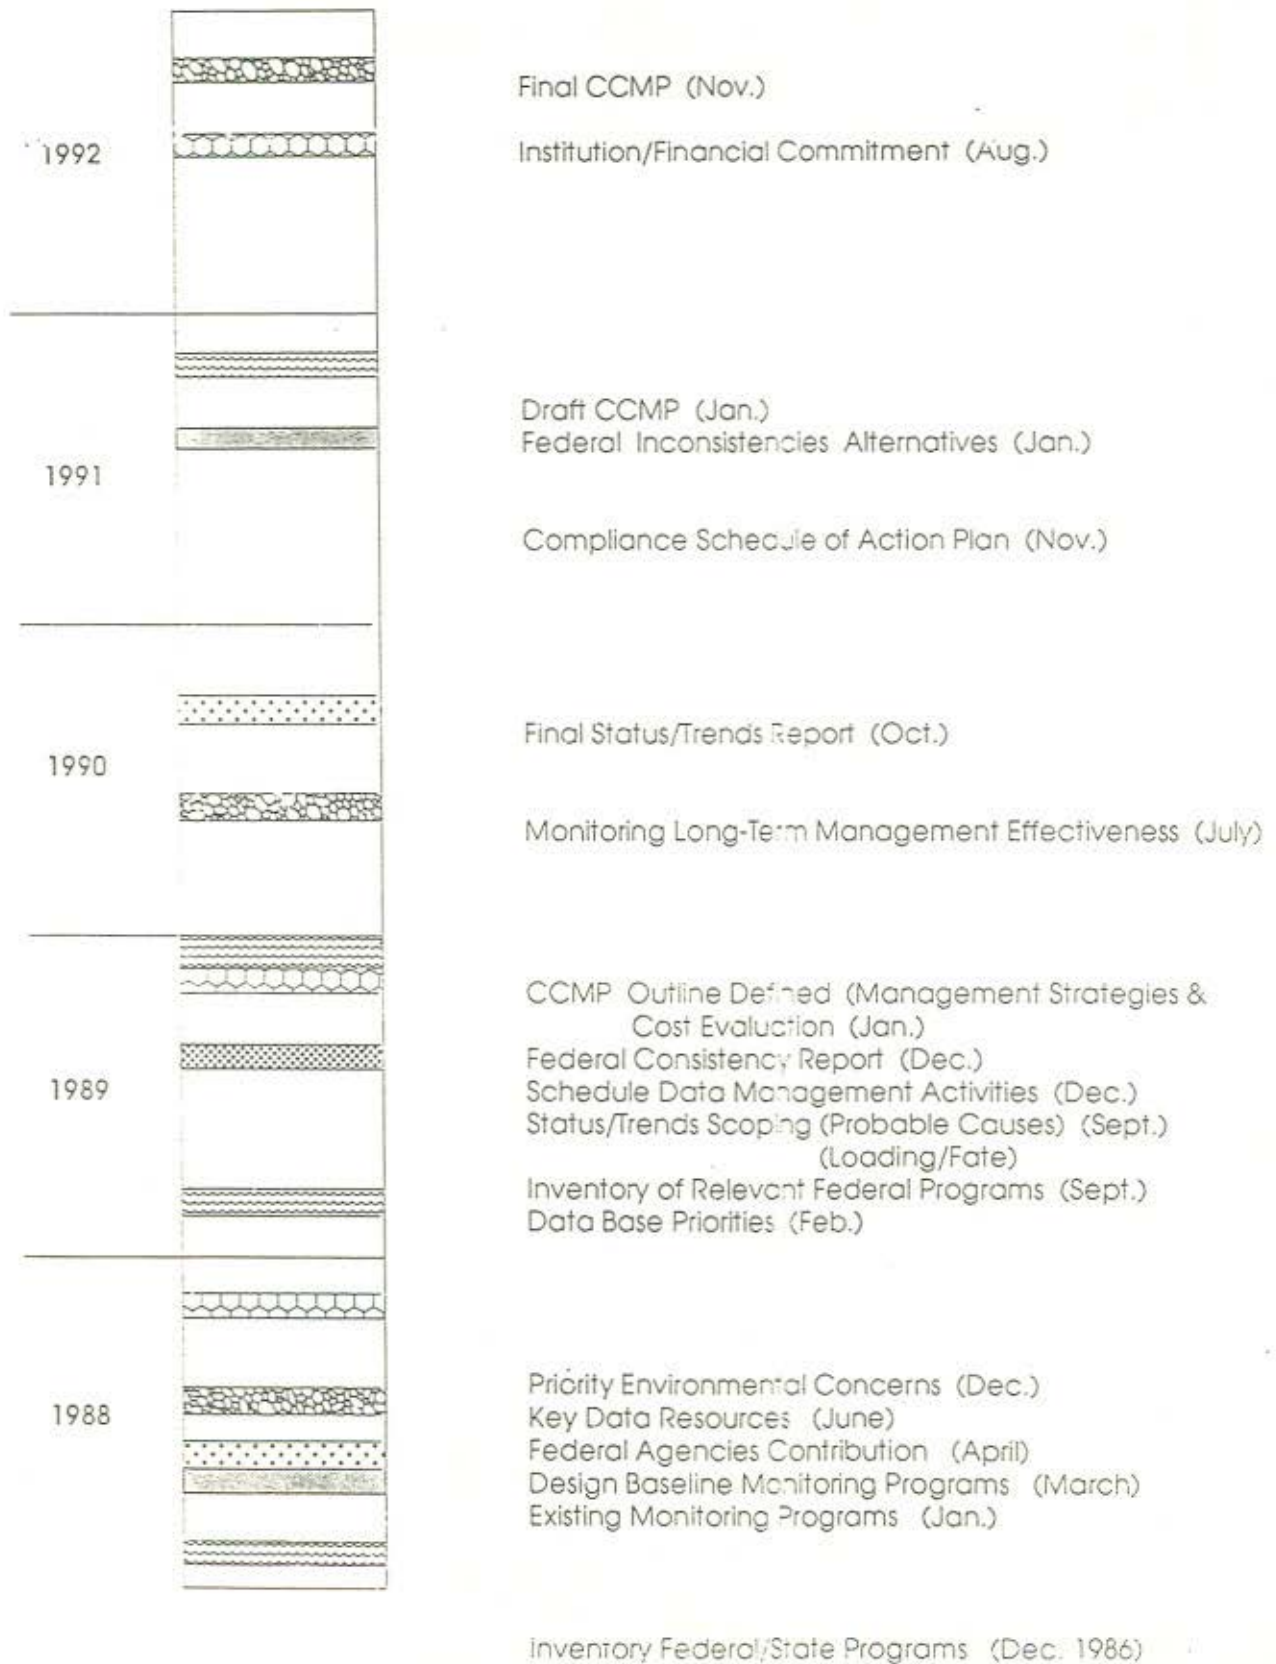 Final CCMP (Nov.)
1992
Institution/Financial Commitment (Aug.)
Draft CCMP (Jan.)
Federal Inconsistencies Alternatives (Jan.)
1991
Compliance Schedule of Action Plan (Nov.)
Final Status/Trends Report (Oct.)
1990
Monitoring Long-Term Management Effectiveness (July)
CCMP Outline Defined (Management Strategies &
Cost Evaluction (Jan.)
Federal Consistency Report (Dec.)
1989
Schedule Data Management Activities (Dec.)
Status/Trends Scoping (Probable Causes) (Sept.)
(Loading/Fate)
Inventory of Relevant Federal Programs (Sept.)
Data Base Priorities (Feb.)
Priority Environmental Concerns (Dec.)
1988
Key Data Resources (June)
Federal Agencies Contribution (April)
Design Baseline Monitoring Programs (March)
Existing Monitoring Programs (Jan.)
Inventory Federal/State Programs (Dec. 1986)